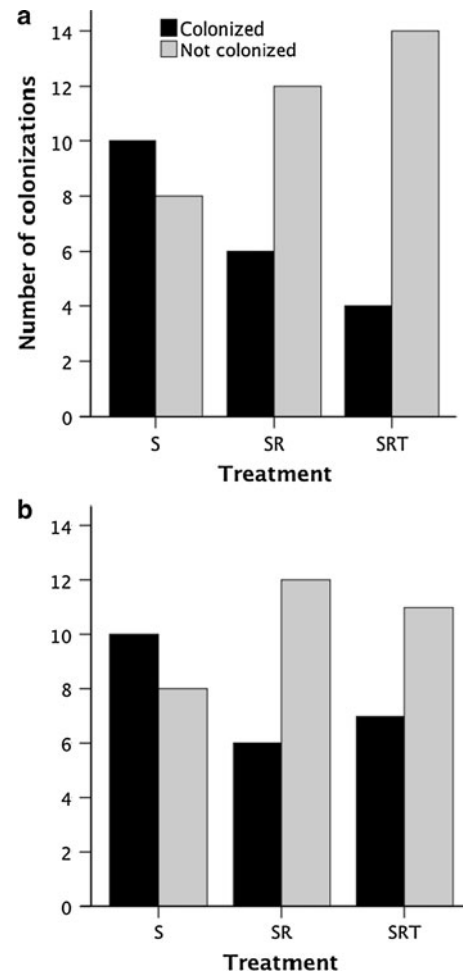 a
Colonized
Not colonized
14
12
10
8
6
4
2
0
Number of colonizations
S SR SRT
Treatment
b
14
12
10
8
6
4
2
0
S SR SRT
Treatment